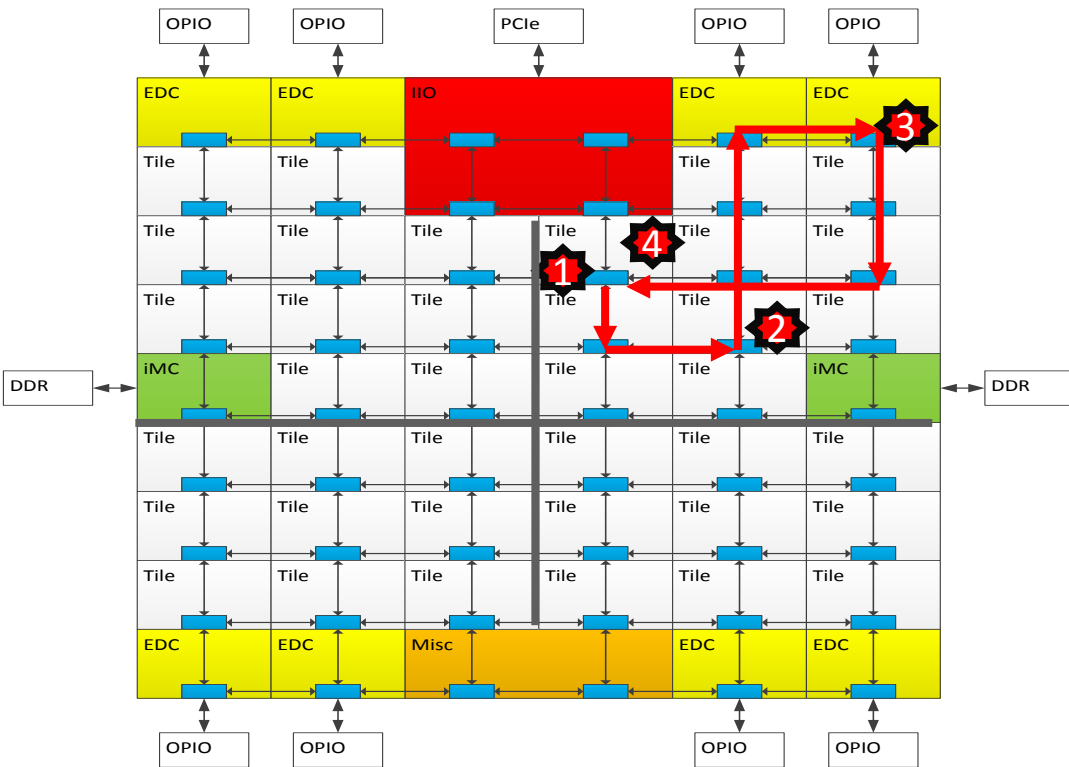 OPIO OPIO PCIe OPIO OPIO
EDC EDC IIO EDC EDC
3
Tile Tile Tile Tile
Tile Tile Tile Tile Tile Tile
4
1
Tile Tile Tile Tile Tile Tile
2
iMC Tile Tile Tile Tile iMC
DDR DDR
Tile Tile Tile Tile Tile Tile
Tile Tile Tile Tile Tile Tile
Tile Tile Tile Tile Tile Tile
EDC EDC Misc EDC EDC
OPIO OPIO OPIO OPIO